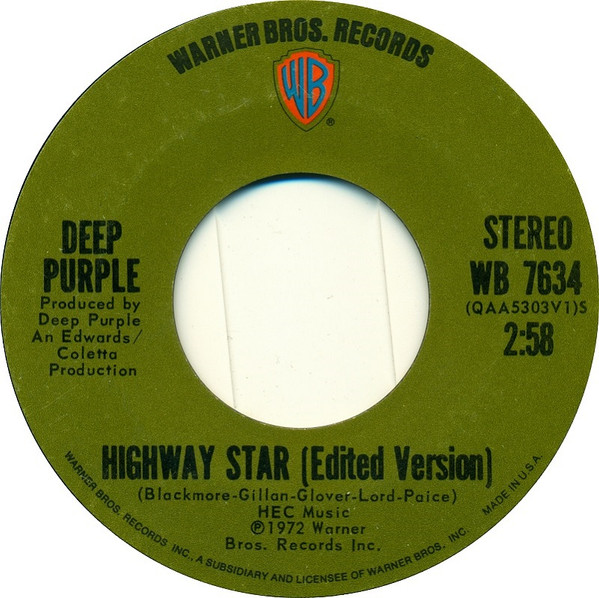 WARNER BROS. RECORDS
WB
®
DEEP
PURPLE
Produced by
Deep Purple
An Edwards/
Coletta
Production
STEREO
WB 7634
(QAA5303V1)S
2:58
HIGHWAY STAR (Edited Version)
(Blackmore-Gillan-Glover-Lord-Paice)
HEC Music
℗1972 Warner
Bros. Records Inc.
WARNER BROS. RECORDS INC., A SUBSIDIARY AND LICENSEE OF WARNER BROS. INC. MADE IN U.S.A.